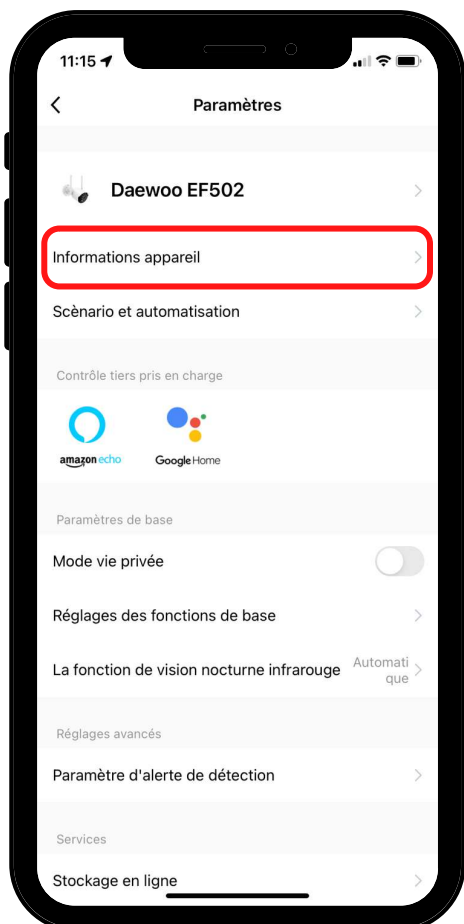 11:15
Paramètres
Daewoo EF502
Informations appareil
Scènario et automatisation
Contrôle tiers pris en charge
amazon echo
Google Home
Paramètres de base
Mode vie privée
Réglages des fonctions de base
La fonction de vision nocturne infrarouge
Automati
que
Réglages avancés
Paramètre d'alerte de détection
Services
Stockage en ligne